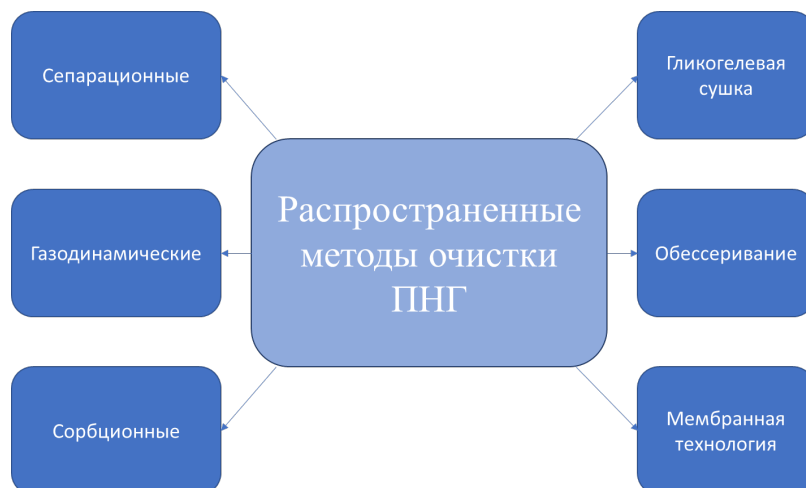 Сепарационные
Гликогелевая
сушка
Распространенные
методы очистки
ПНГ
Газодинамические
Обессеривание
Сорбционные
Мембранная
технология